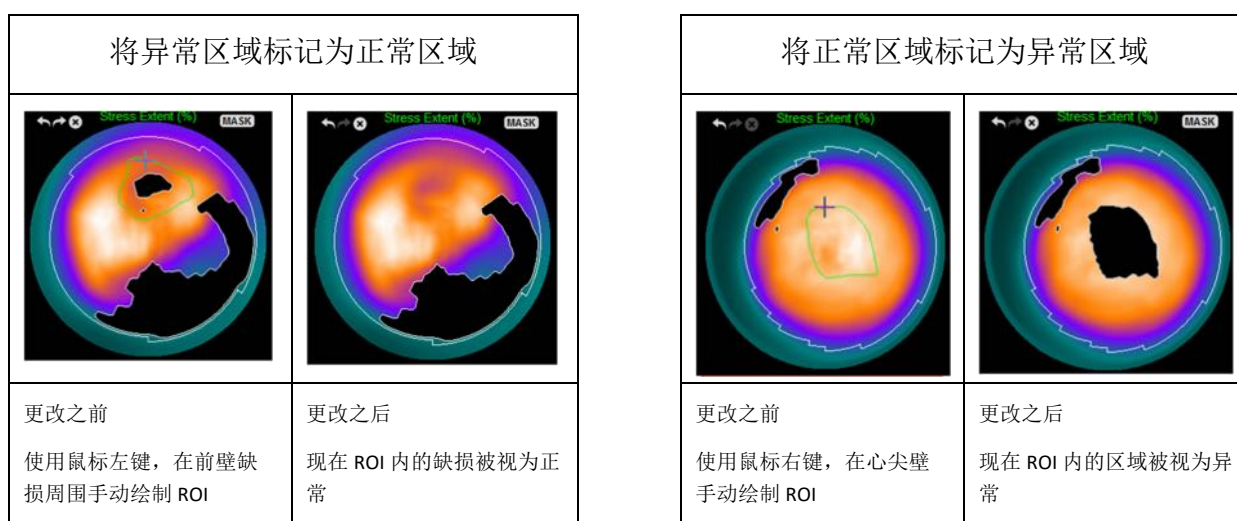 将异常区域标记为正常区域
Stress Extent (%)
MASK
Stress Extent (%)
MASK
更改之前
使用鼠标左键，在前壁缺
损周围手动绘制 ROI
更改之后
现在 ROI 内的缺损被视为正
常
将正常区域标记为异常区域
Stress Extent (%)
Stress Extent (%)
MASK
更改之前
使用鼠标右键，在心尖壁
手动绘制 ROI
更改之后
现在 ROI 内的区域被视为异
常